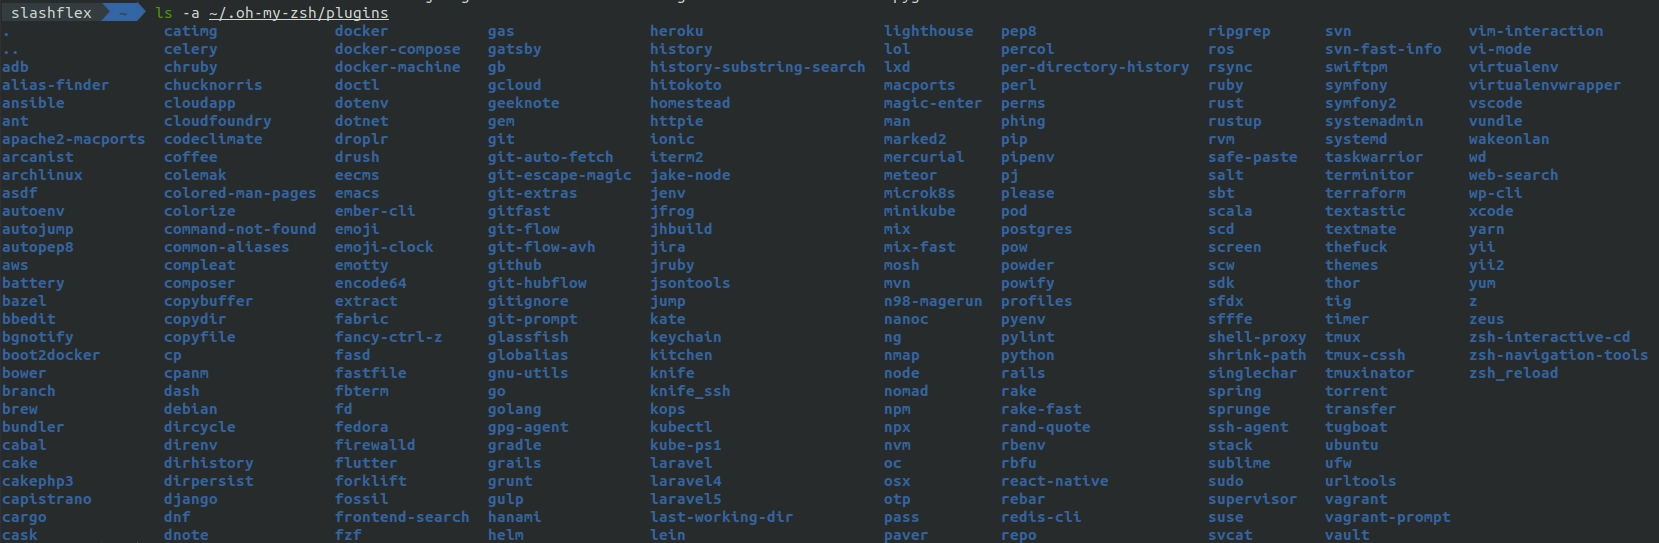 slashflex ~ ls -a ~/.oh-my-zsh/plugins
. catimg docker gas heroku lighthouse pep8 ripgrep svn vim-interaction
.. celery docker-compose gatsby history lol percol ros svn-fast-info vi-mode
adb chruby docker-machine gb history-substring-search lxd per-directory-history rsync swiftpm virtualenv
alias-finder chucknorris doctl gcloud hitokoto macports perl ruby symfony virtualenvwrapper
ansible cloudapp dotenv geeknote homestead magic-enter perms rust symfony2 vscode
ant cloudfoundry dotnet gem httpie man phing rustup systemadmin vundle
apache2-macports codeclimate droplr git ionic marked2 pip rvm systemd wakeonlan
arcanist coffee drush git-auto-fetch iterm2 mercurial pipenv safe-paste taskwarrior wd
archlinux colemak eecms git-escape-magic jake-node meteor pj salt terminitor web-search
asdf colored-man-pages emacs git-extras jenv microk8s please sbt terraform wp-cli
autoenv colorize ember-cli gitfast jfrog minikube pod scala textastic xcode
autojump command-not-found emoji git-flow jhbuild mix postgres scd textmate yarn
autopep8 common-aliases emoji-clock git-flow-avh jira mix-fast pow screen thefuck yii
aws compleat emotty github jruby mosh powder scw themes yii2
battery composer encode64 git-hubflow jsontools mvn powify sdk thor yum
bazel copybuffer extract gitignore jump n98-magerun profiles sfdx tig z
bbedit copydir fabric git-prompt kate nanoc pyenv sfffe timer zeus
bgnotify copyfile fancy-ctrl-z glassfish keychain ng pylint shell-proxy tmux zsh-interactive-cd
boot2docker cp fasd globalias kitchen nmap python shrink-path tmux-cssh zsh-navigation-tools
bower cpanm fastfile gnu-utils knife node rails singlechar tmuxinator zsh_reload
branch dash fbterm go knife_ssh nomad rake spring torrent
brew debian fd golang kops npm rake-fast sprunge transfer
bundler dircycle fedora gpg-agent kubectl npx rand-quote ssh-agent tugboat
cabal direnv firewalld gradle kube-ps1 nvm rbenv stack ubuntu
cake dirhistory flutter grails laravel oc rbfu sublime ufw
cakephp3 dirpersist forklift grunt laravel4 osx react-native sudo urltools
capistrano django fossil gulp laravel5 otp rebar supervisor vagrant
cargo dnf frontend-search hanami last-working-dir pass redis-cli suse vagrant-prompt
cask dnote fzf helm lein paver repo svcat vault